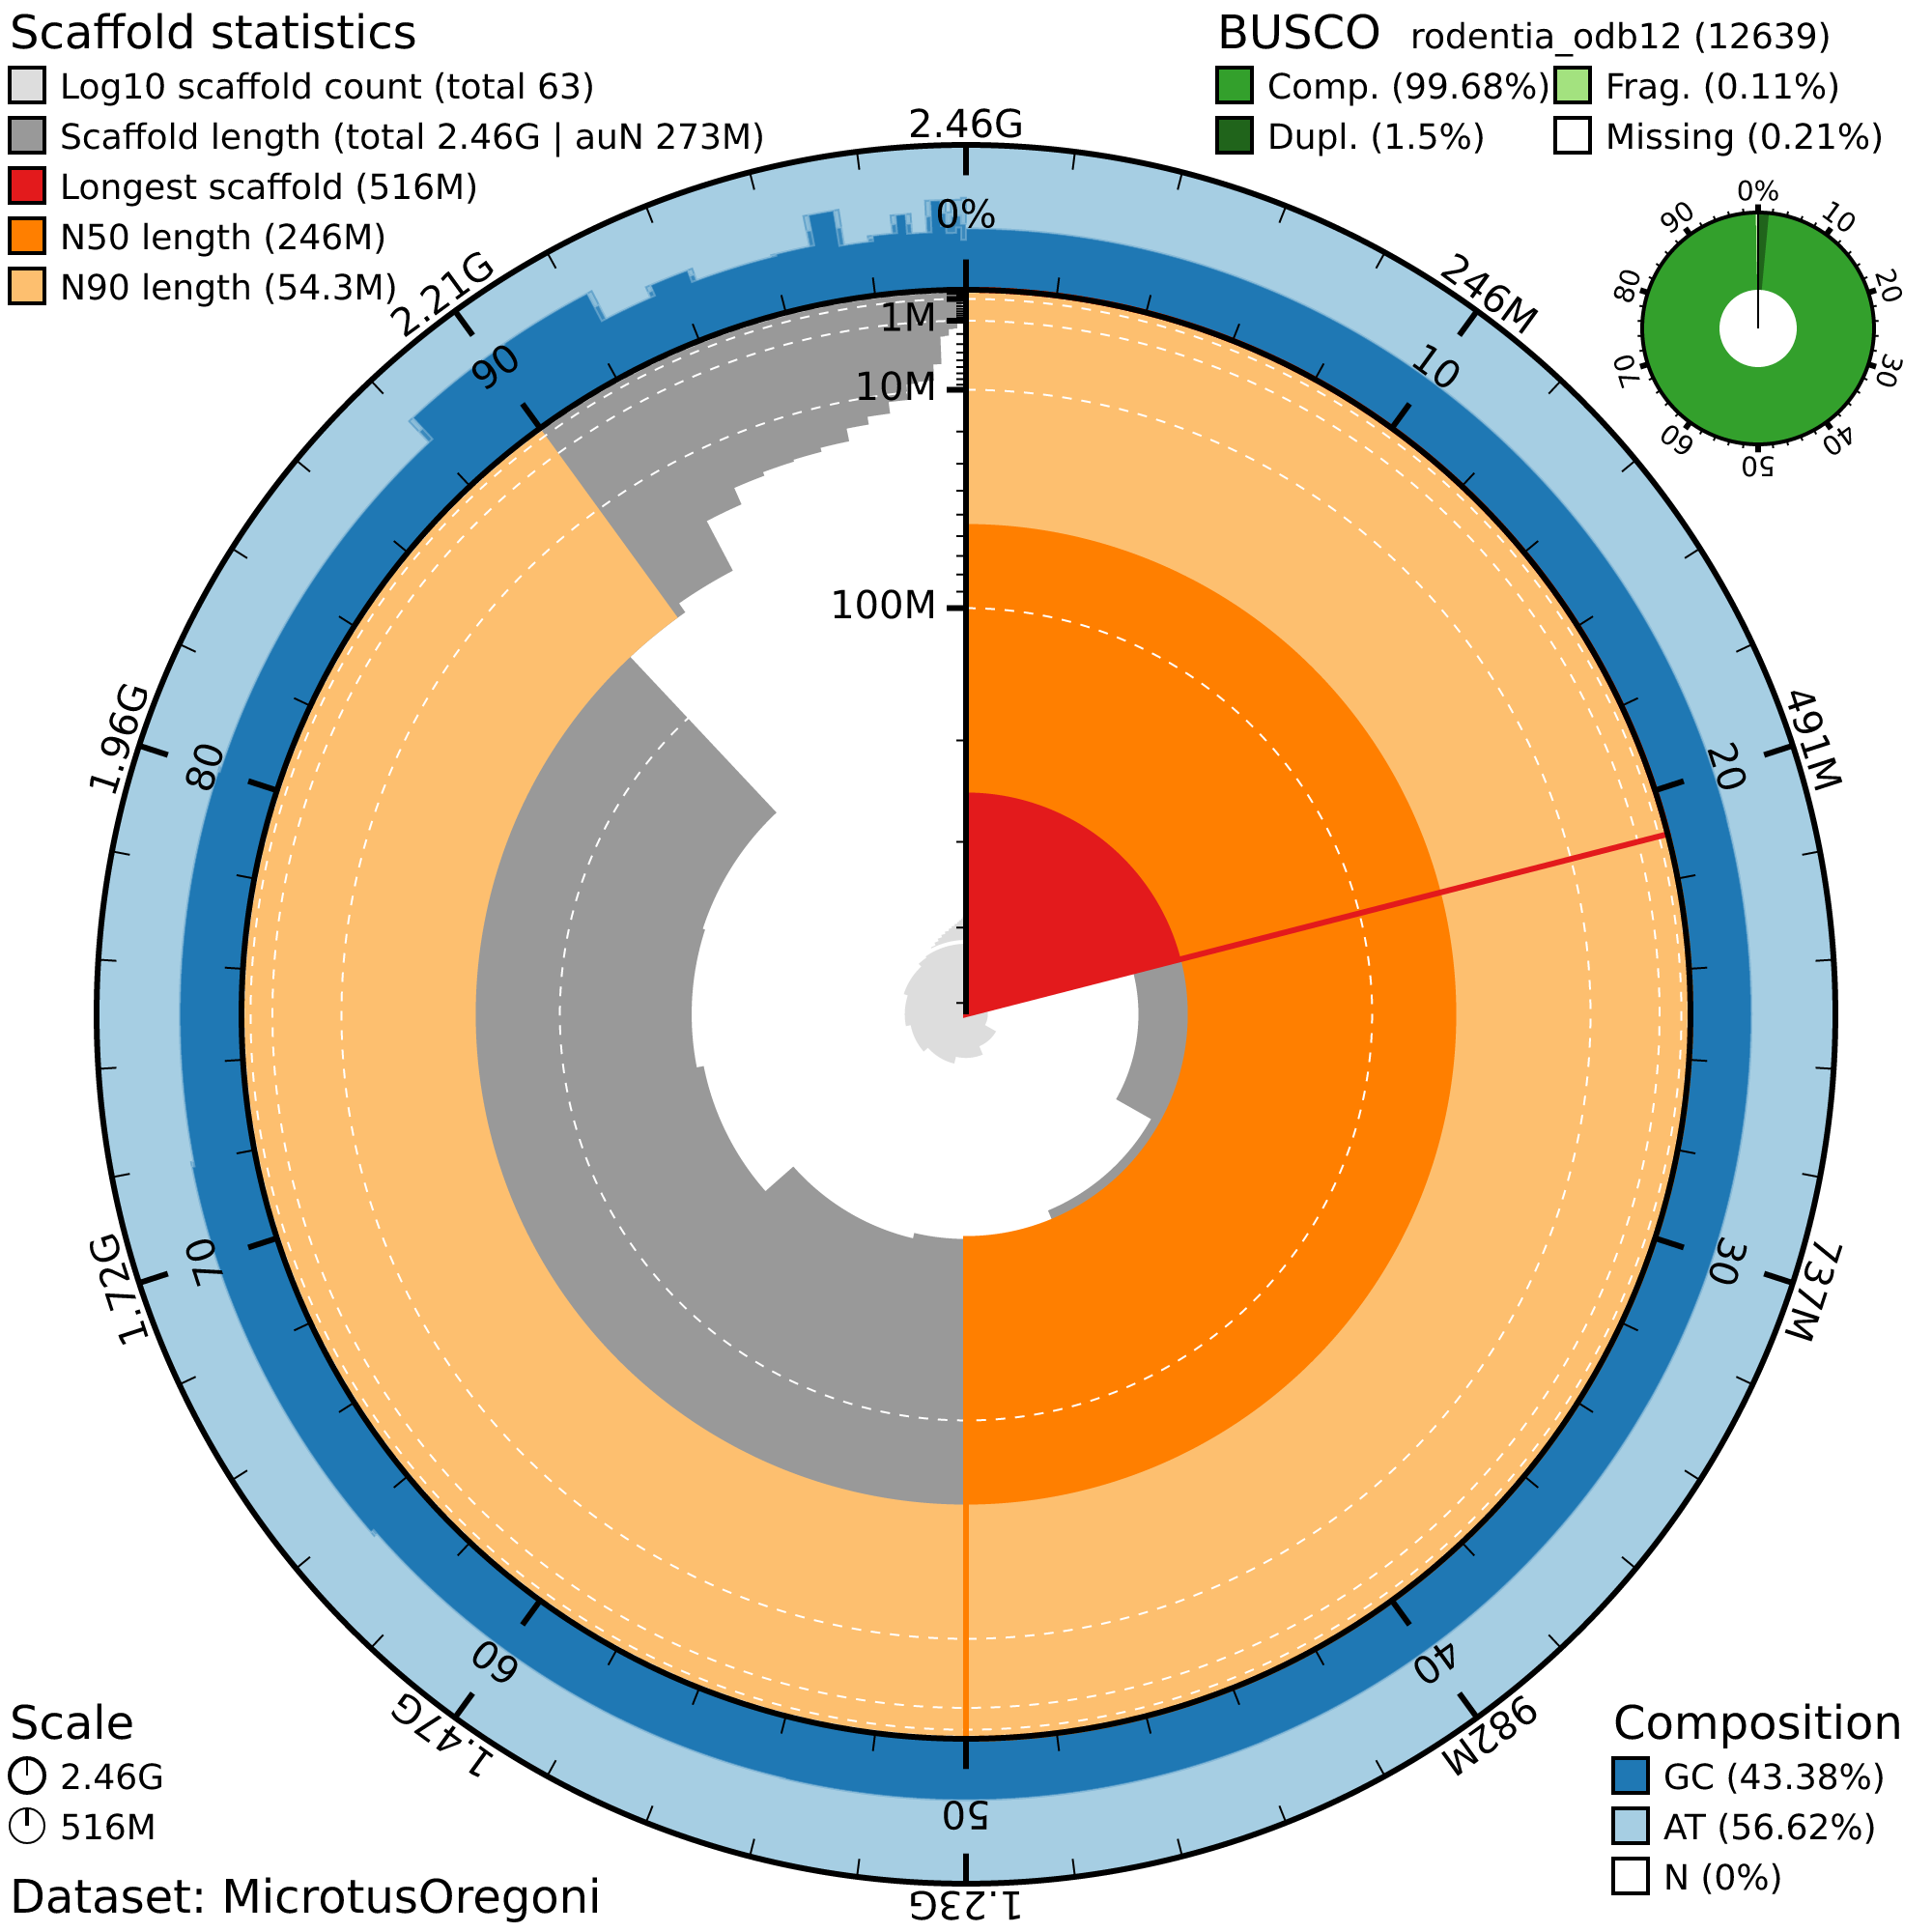 Scaffold statistics
Log10 scaffold count (total 63)
Scaffold length (total 2.46G | auN 273M)
Longest scaffold (516M)
N50 length (246M)
N90 length (54.3M)
BUSCO rodentia_odb12 (12639)
Comp. (99.68%) Frag. (0.11%)
Dupl. (1.5%) Missing (0.21%)
0%
10
20
30
40
50
60
70
80
90
2.46G
246M
491M
737M
982M
1.23G
1.47G
1.72G
1.96G
2.21G
0%
10
20
30
40
50
60
70
80
90
1M
10M
100M
Scale
2.46G
516M
Dataset: MicrotusOregoni
Composition
GC (43.38%)
AT (56.62%)
N (0%)